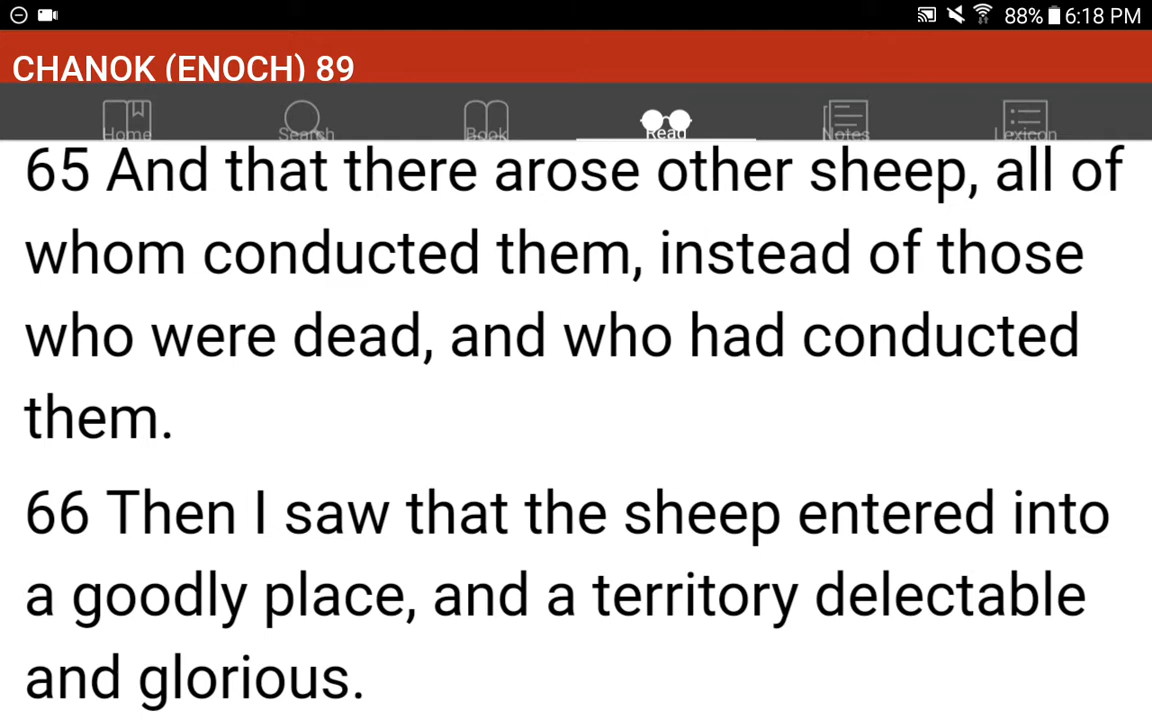 88% 6:18 PM
CHANOK (ENOCH) 89
Home Search Book Read Notes Lexicon
65 And that there arose other sheep, all of
whom conducted them, instead of those
who were dead, and who had conducted
them.
66 Then I saw that the sheep entered into
a goodly place, and a territory delectable
and glorious.